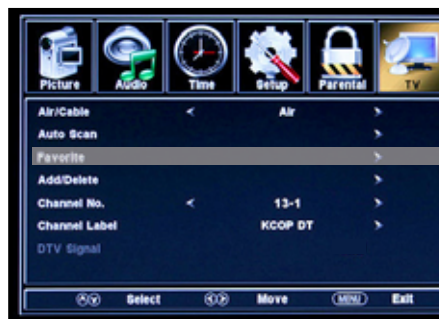 Picture Audio Time Setup Parental TV
Air/Cable Air
Auto Scan
Favorite
Add/Delete
Channel No. 13-1
Channel Label KCOP DT
DTV Signal
Select Move MENU Exit